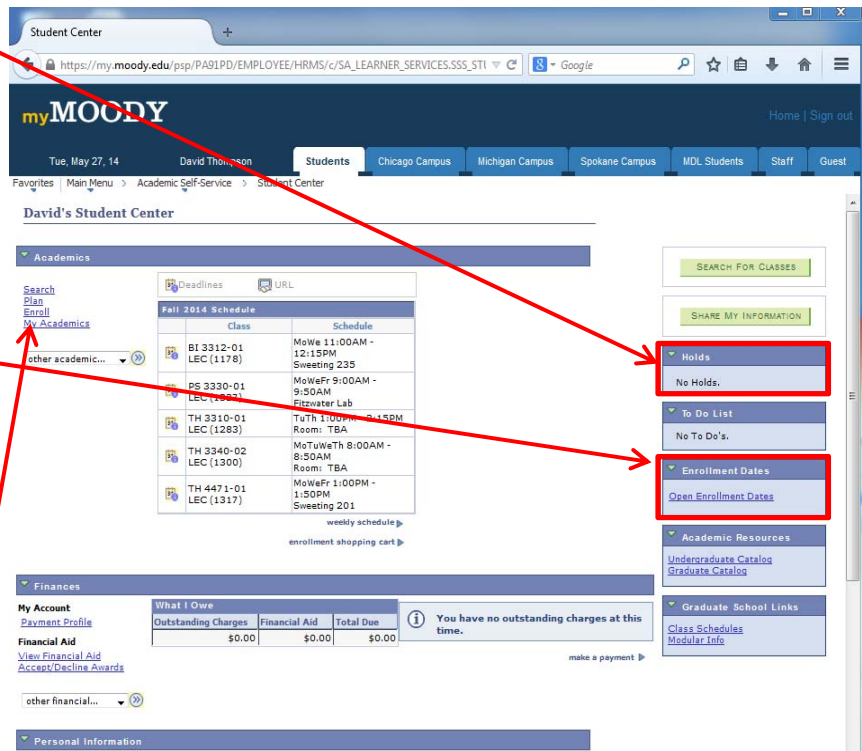 Student Center
https://my.moody.edu/psp/PA91PD/EMPLOYEE/HRMS/c/SA_LEARNER_SERVICES.SSS_STU
Google
myMOODY
Home | Sign out
Tue, May 27, 14 David Thompson Students Chicago Campus Michigan Campus Spokane Campus MDL Students Staff Guest
Favorites Main Menu > Academic Self-Service > Student Center
David's Student Center
Academics
Search
Plan
Enroll
My Academics
other academic...
Deadlines URL
Fall 2014 Schedule
Class Schedule
BI 3312-01
LEC (1178)
MoWe 11:00AM -
12:15PM
Sweeting 235
PS 3330-01
LEC
MoWeFr 9:00AM -
9:50AM
Fitzwater Lab
TH 3310-01
LEC (1283)
TuTh 1:00PM - 2:15PM
Room: TBA
TH 3340-02
LEC (1300)
MoTuWeTh 8:00AM -
8:50AM
Room: TBA
TH 4471-01
LEC (1317)
MoWeFr 1:00PM -
1:50PM
Sweeting 201
weekly schedule
enrollment shopping cart
SEARCH FOR CLASSES
SHARE MY INFORMATION
Holds
No Holds.
To Do List
No To Do's.
Enrollment Dates
Open Enrollment Dates
Academic Resources
Undergraduate Catalog
Graduate Catalog
Graduate School Links
Class Schedules
Modular Info
Finances
My Account
Payment Profile
Financial Aid
View Financial Aid
Accept/Decline Awards
other financial...
What I Owe
Outstanding Charges Financial Aid Total Due
$0.00 $0.00 $0.00
You have no outstanding charges at this
time.
make a payment
Personal Information